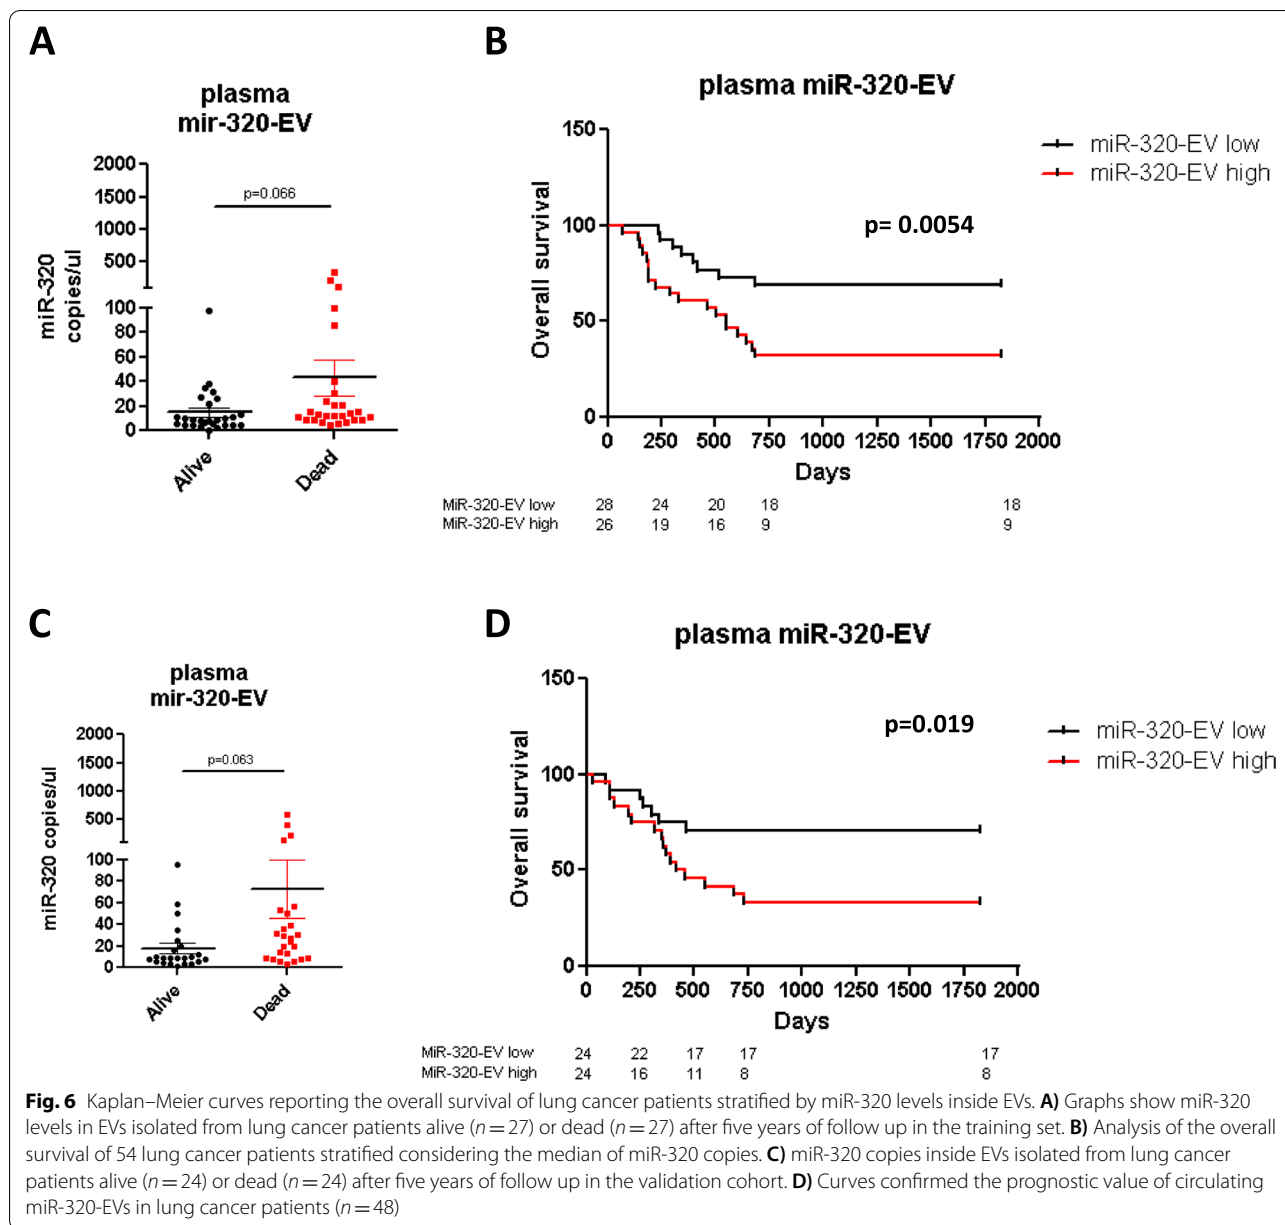 A
plasma
mir-320-EV
2000
1500
1000
500
100
80
60
40
20
0
miR-320
copies/ul
p=0.066
Alive
Dead
B
plasma miR-320-EV
150
100
50
0
Overall survival
p= 0.0054
miR-320-EV low
miR-320-EV high
0 250 500 750 1000 1250 1500 1750 2000
Days
MiR-320-EV low 28 24 20 18 18
MiR-320-EV high 26 19 16 9 9
C
plasma
mir-320-EV
2000
1500
1000
500
100
80
60
40
20
0
miR-320 copies/ul
p=0.063
Alive
Dead
D
plasma miR-320-EV
150
100
50
0
Overall survival
p=0.019
miR-320-EV low
miR-320-EV high
0 250 500 750 1000 1250 1500 1750 2000
Days
MiR-320-EV low 24 22 17 17 17
MiR-320-EV high 24 16 11 8 8
Fig. 6 Kaplan–Meier curves reporting the overall survival of lung cancer patients stratified by miR-320 levels inside EVs. A) Graphs show miR-320
levels in EVs isolated from lung cancer patients alive (n = 27) or dead (n = 27) after five years of follow up in the training set. B) Analysis of the overall
survival of 54 lung cancer patients stratified considering the median of miR-320 copies. C) miR-320 copies inside EVs isolated from lung cancer
patients alive (n = 24) or dead (n = 24) after five years of follow up in the validation cohort. D) Curves confirmed the prognostic value of circulating
miR-320-EVs in lung cancer patients (n = 48)